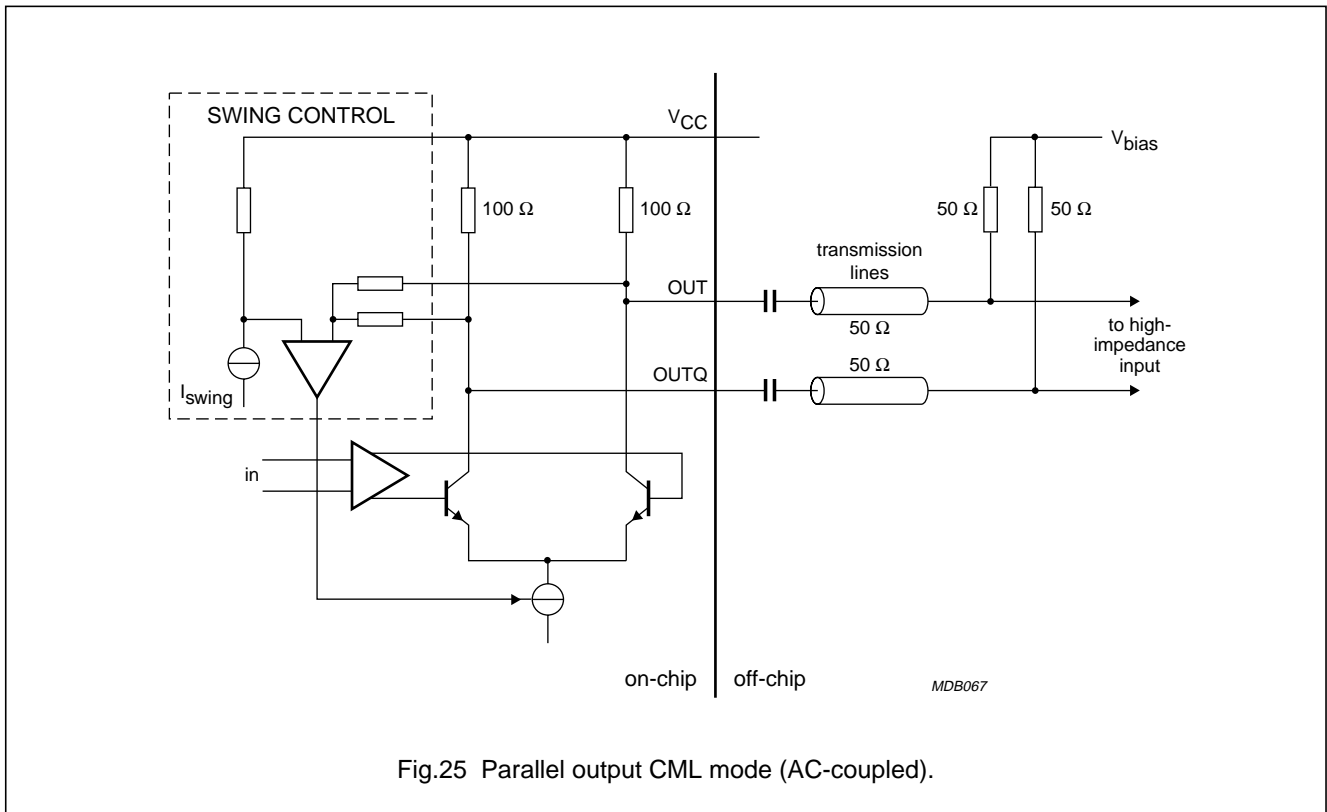 SWING CONTROL
VCC
Vbias
100 Ω
100 Ω
50 Ω
50 Ω
transmission
lines
OUT
50 Ω
to high-
impedance
input
OUTQ
50 Ω
Iswing
in
on-chip
off-chip
MDB067
Fig.25 Parallel output CML mode (AC-coupled).